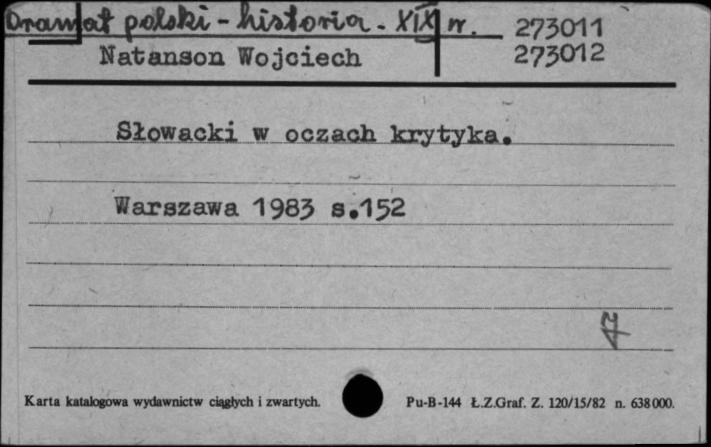 Dramat polski - historia - XIX w. 273011
Natanson Wojciech 273012
Słowacki w oczach krytyka.
Warszawa 1983 s.152
Karta katalogowa wydawnictw ciągłych i zwartych. Pu-B-144 Ł.Z.Graf. Z. 120/15/82 n. 638000.